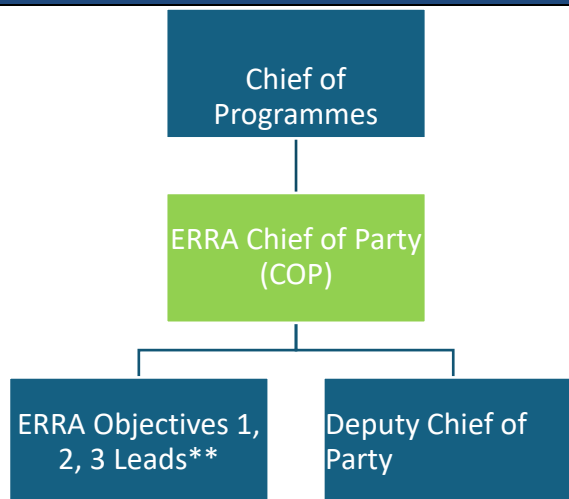 Chief of
Programmes
ERRA Chief of Party
(COP)
ERRA Objectives 1,
2, 3 Leads**
Deputy Chief of
Party